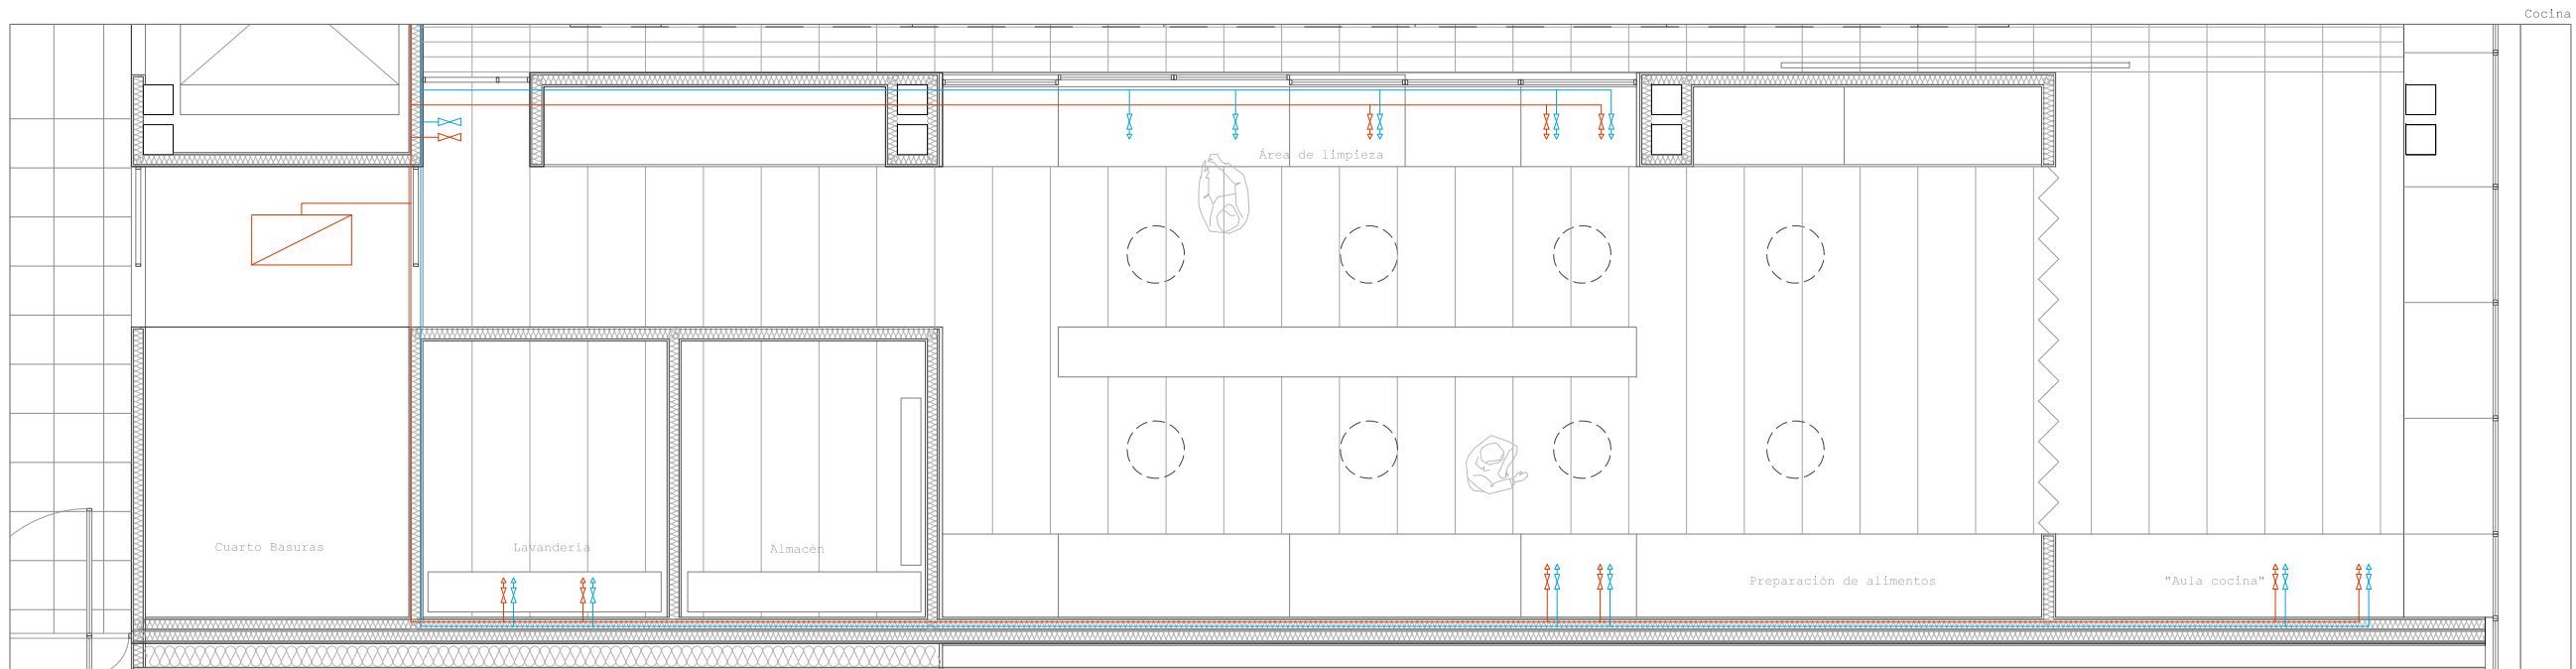 Cocina
Área de limpieza
Cuarto Basuras
Lavandería
Almacén
Preparación de alimentos
"Aula cocina"